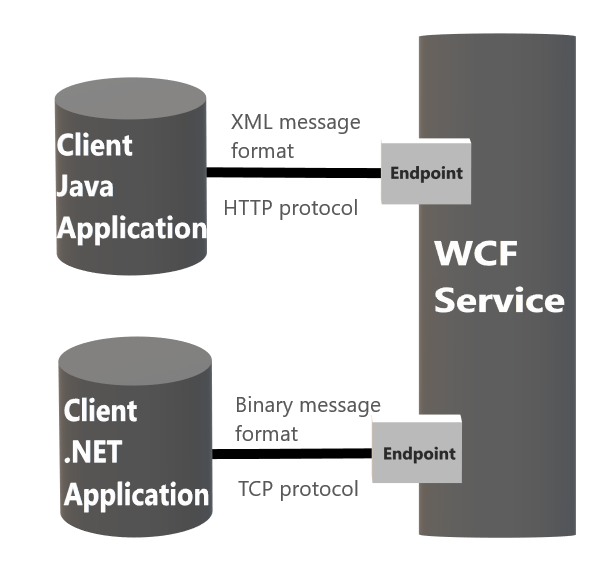 Client
Java
Application
XML message
format
HTTP protocol
Endpoint
WCF
Service
Client
.NET
Application
Binary message
format
TCP protocol
Endpoint